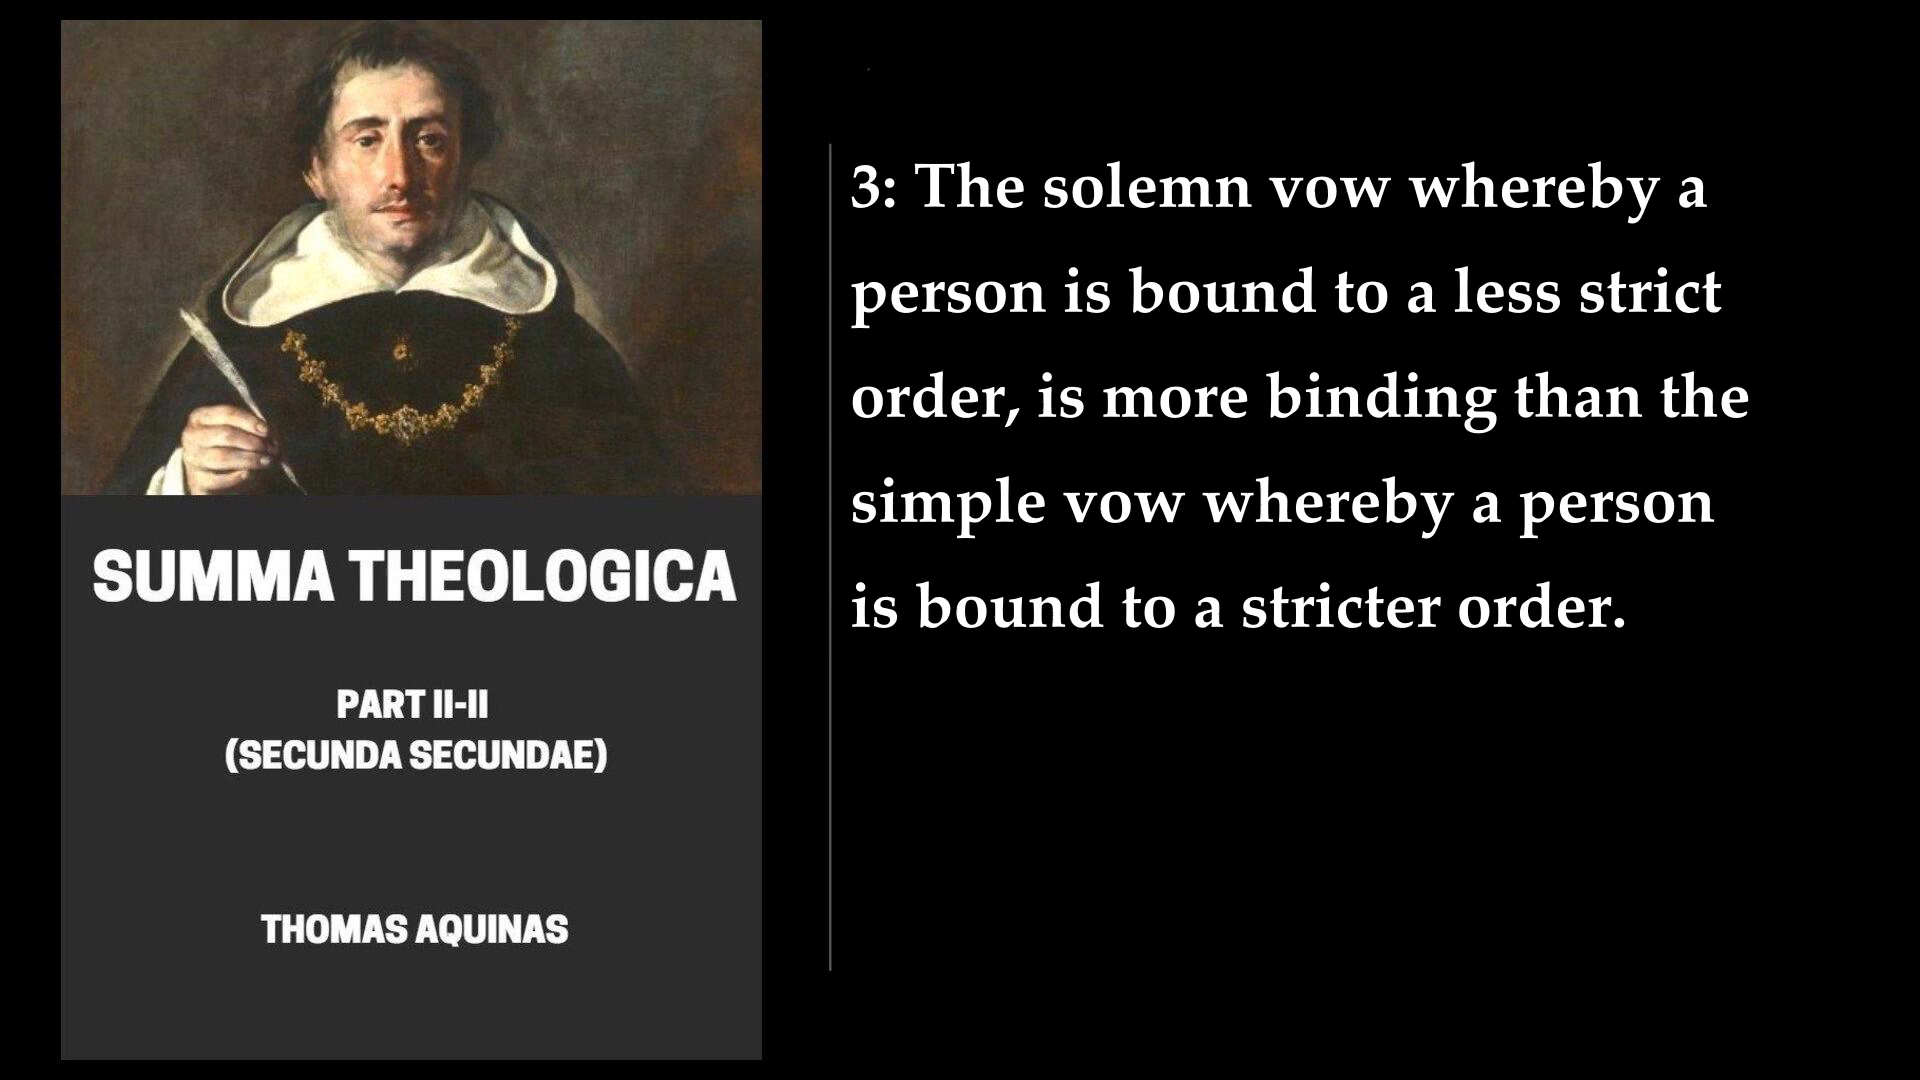 SUMMA THEOLOGICA
PART II-II
(SECUNDA SECUNDAE)
THOMAS AQUINAS
3: The solemn vow whereby a
person is bound to a less strict
order, is more binding than the
simple vow whereby a person
is bound to a stricter order.